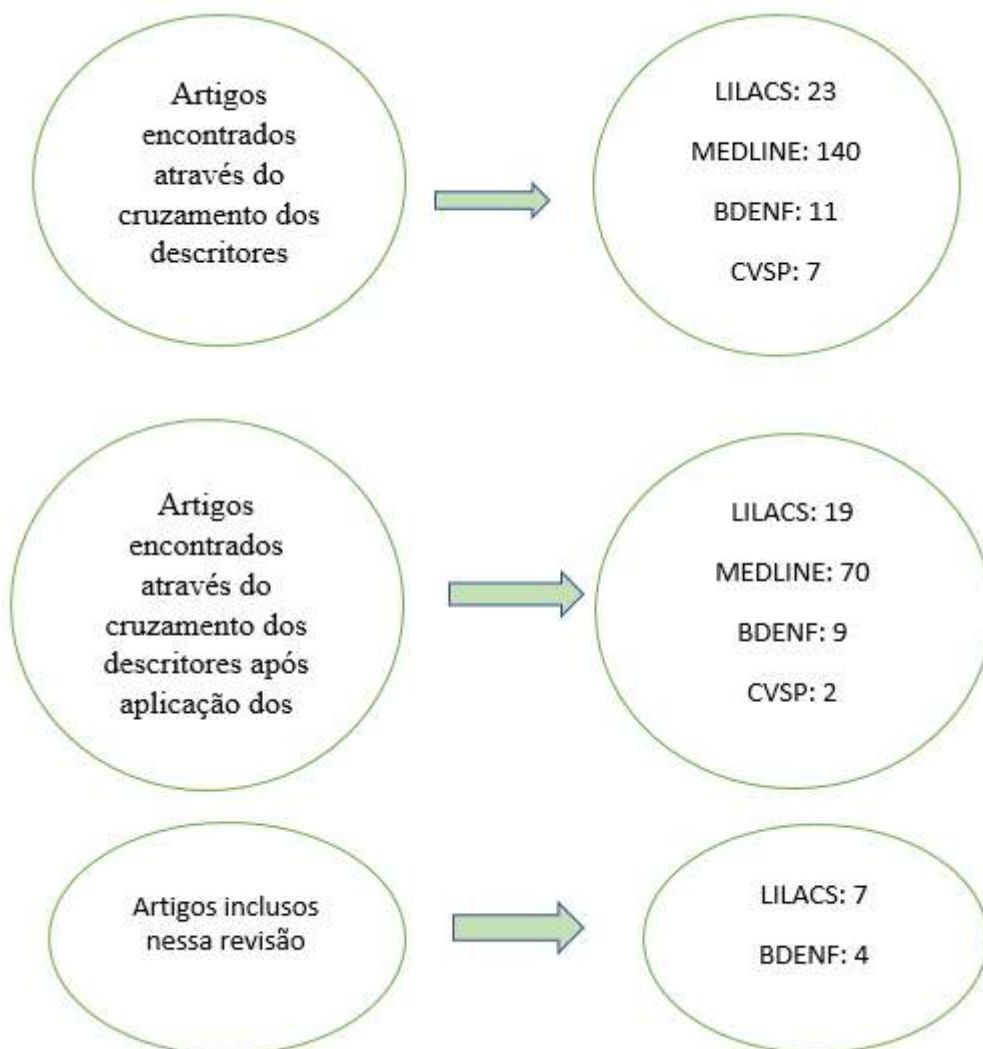 Artigos
encontrados
através do
cruzamento dos
descritores
LILACS: 23
MEDLINE: 140
BDENF: 11
CVSP: 7
Artigos
encontrados
através do
cruzamento dos
descritores após
aplicação dos
LILACS: 19
MEDLINE: 70
BDENF: 9
CVSP: 2
Artigos inclusos
nessa revisão
LILACS: 7
BDENF: 4